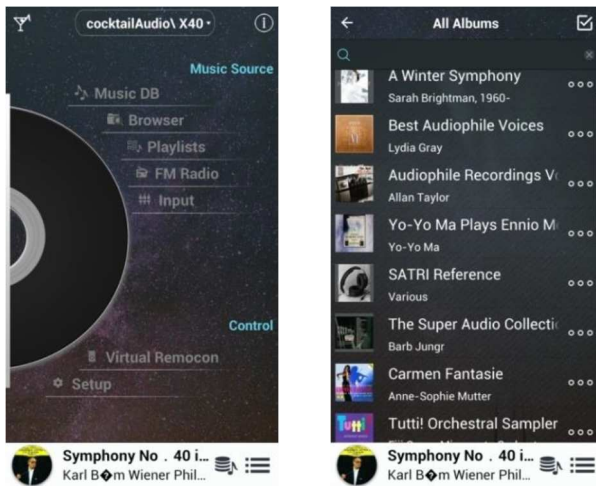 cocktailAudio\ X40
Music Source
Music DB
Browser
Playlists
FM Radio
Input
Control
Virtual Remocon
Setup
Symphony No . 40 i...
Karl B�m Wiener Phil...
All Albums
A Winter Symphony
Sarah Brightman, 1960-
Best Audiophile Voices
Lydia Gray
Audiophile Recordings V
Allan Taylor
Yo-Yo Ma Plays Ennio M
Yo-Yo Ma
SATRI Reference
Various
The Super Audio Collecti
Barb Jungr
Carmen Fantasie
Anne-Sophie Mutter
Tutti
Tutti! Orchestral Sampler
Symphony No . 40 i...
Karl B�m Wiener Phil...